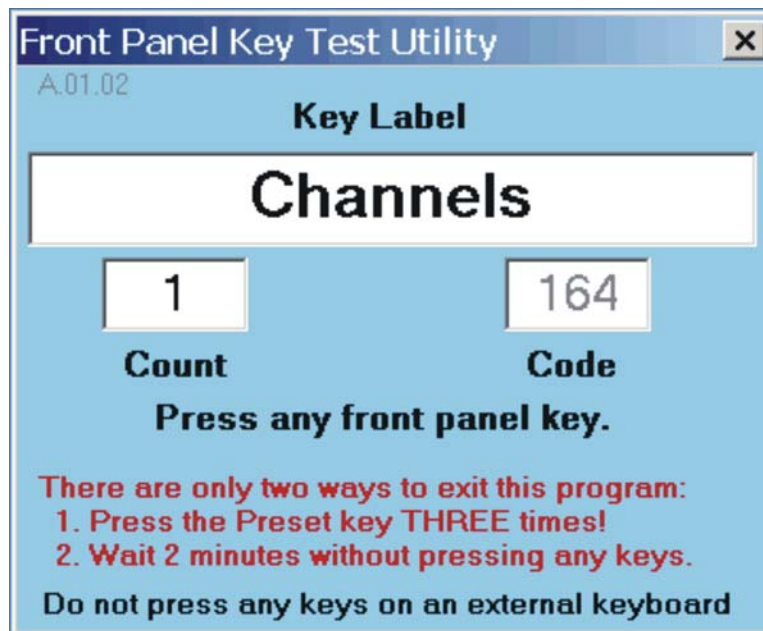 Front Panel Key Test Utility
A.01.02
Key Label
Channels
1 164
Count Code
Press any front panel key.
There are only two ways to exit this program:
1. Press the Preset key THREE times!
2. Wait 2 minutes without pressing any keys.
Do not press any keys on an external keyboard